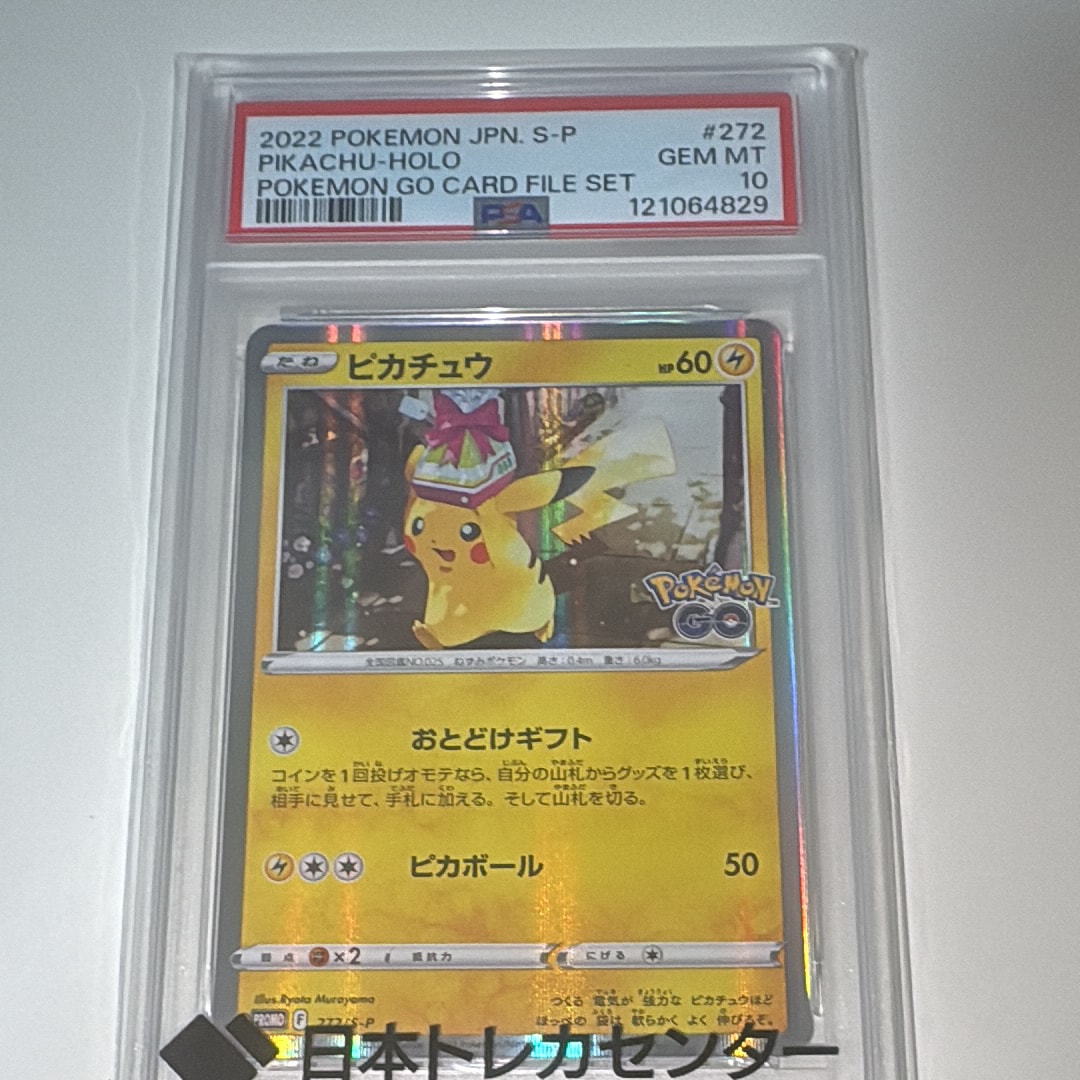 2022 POKEMON JPN. S-P #272
PIKACHU-HOLO GEM MT
POKEMON GO CARD FILE SET 10
PSA 121064829
たね ピカチュウ HP60
POKÉMON
GO
全国図鑑NO.025 ねずみポケモン 高さ:0.4m 重さ:6.0kg
おとどけギフト
コインを1回投げオモテなら、自分の山札からグッズを1枚選び、
相手に見せて、手札に加える。そして山札を切る。
ピカボール 50
弱点 ×2 抵抗力 にげる
Illus.Ryota Murayama
つくる 電気が 強力な ピカチュウほど
PROMO F 272/S-P ほっぺの 袋は 軟らかく よく 伸びるぞ。
日本トレカセンター